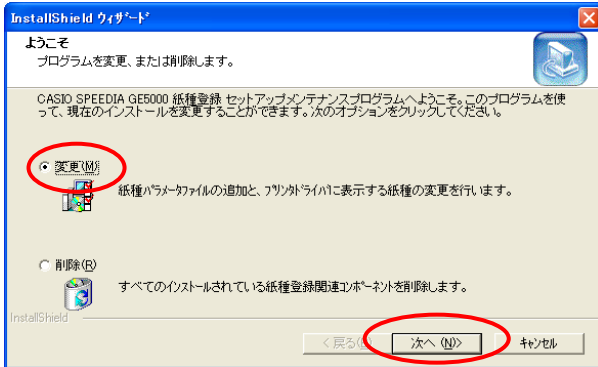 InstallShield ウィザード
ようこそ
プログラムを変更、または削除します。
CASIO SPEEDIA GE5000 紙種登録 セットアップメンテナンスプログラムへようこそ。このプログラムを使
って、現在のインストールを変更することができます。次のオプションをクリックしてください。
変更(M)
紙種パラメータファイルの追加と、プリンタドライバに表示する紙種の変更を行います。
削除(R)
すべてのインストールされている紙種登録関連コンポーネントを削除します。
InstallShield
< 戻る(B)
次へ (N)>
キャンセル